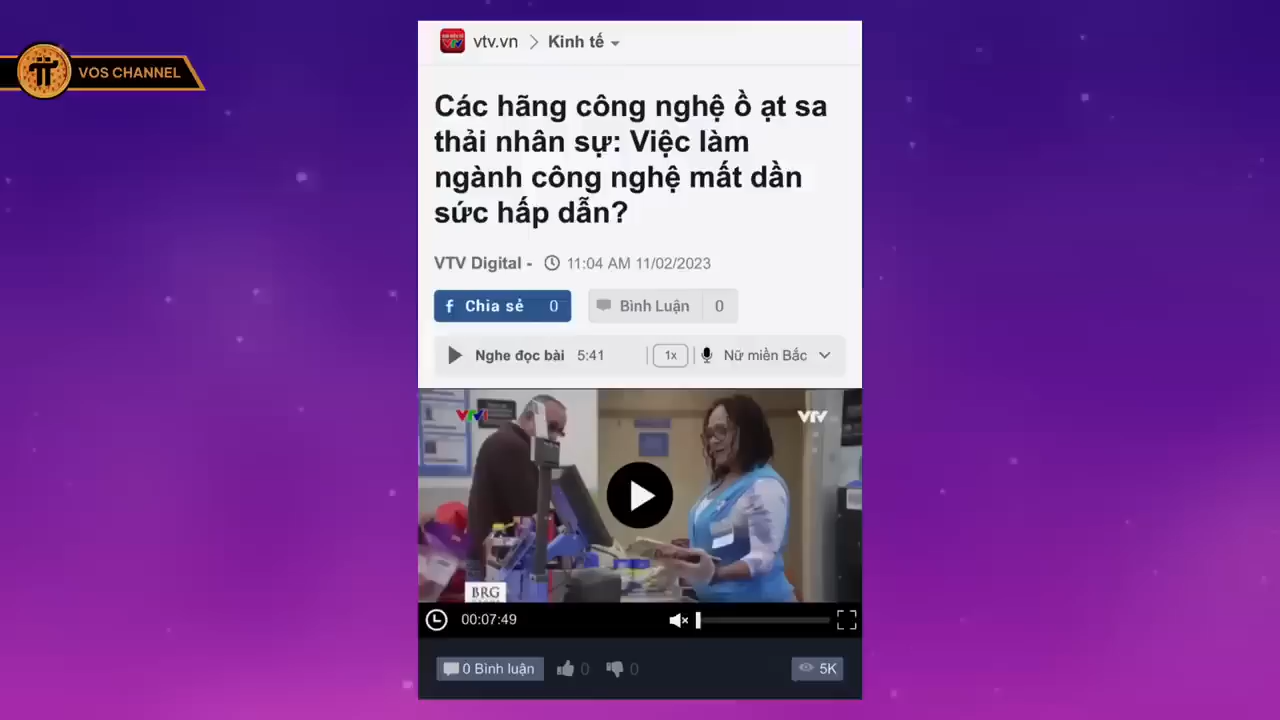 VOS CHANNEL
vtv.vn > Kinh tế
Các hãng công nghệ ồ ạt sa
thải nhân sự: Việc làm
ngành công nghệ mất dần
sức hấp dẫn?
VTV Digital - 11:04 AM 11/02/2023
Chia sẻ 0 Bình Luận 0
Nghe đọc bài 5:41 1x Nữ miền Bắc
VTV1 VTV
BRG
00:07:49
0 Bình luận 0 0 5K